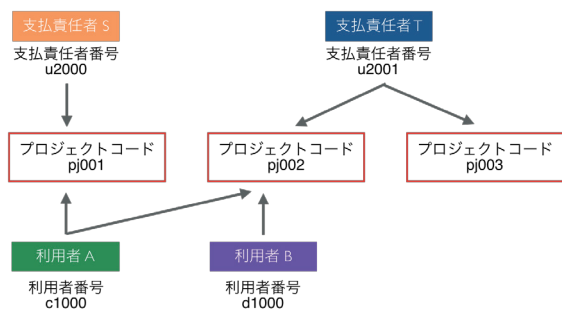 支払責任者 S
支払責任者 T
支払責任者番号
u2000
支払責任者番号
u2001
プロジェクトコード
pj001
プロジェクトコード
pj002
プロジェクトコード
pj003
利用者 A
利用者 B
利用者番号
c1000
利用者番号
d1000